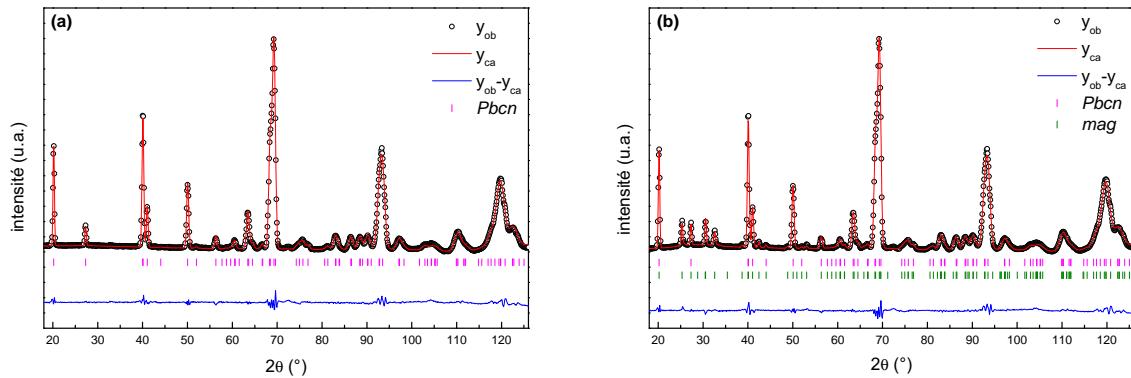 (a)
y_ob
y_ca
y_ob-y_ca
Pbcn
intensité (u.a.)
20 30 40 50 60 70 80 90 100 110 120
2θ (°)
(b)
y_ob
y_ca
y_ob-y_ca
Pbcn
mag
intensité (u.a.)
20 30 40 50 60 70 80 90 100 110 120
2θ (°)